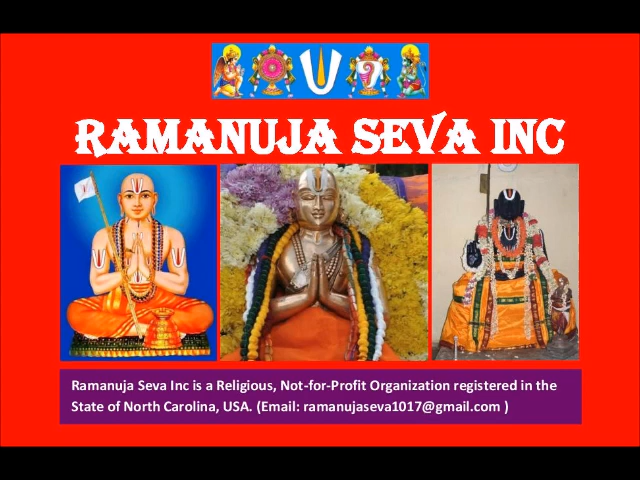 RAMANUJA SEVA INC
Ramanuja Seva Inc is a Religious, Not-for-Profit Organization registered in the
State of North Carolina, USA. (Email: ramanujaseva1017@gmail.com )